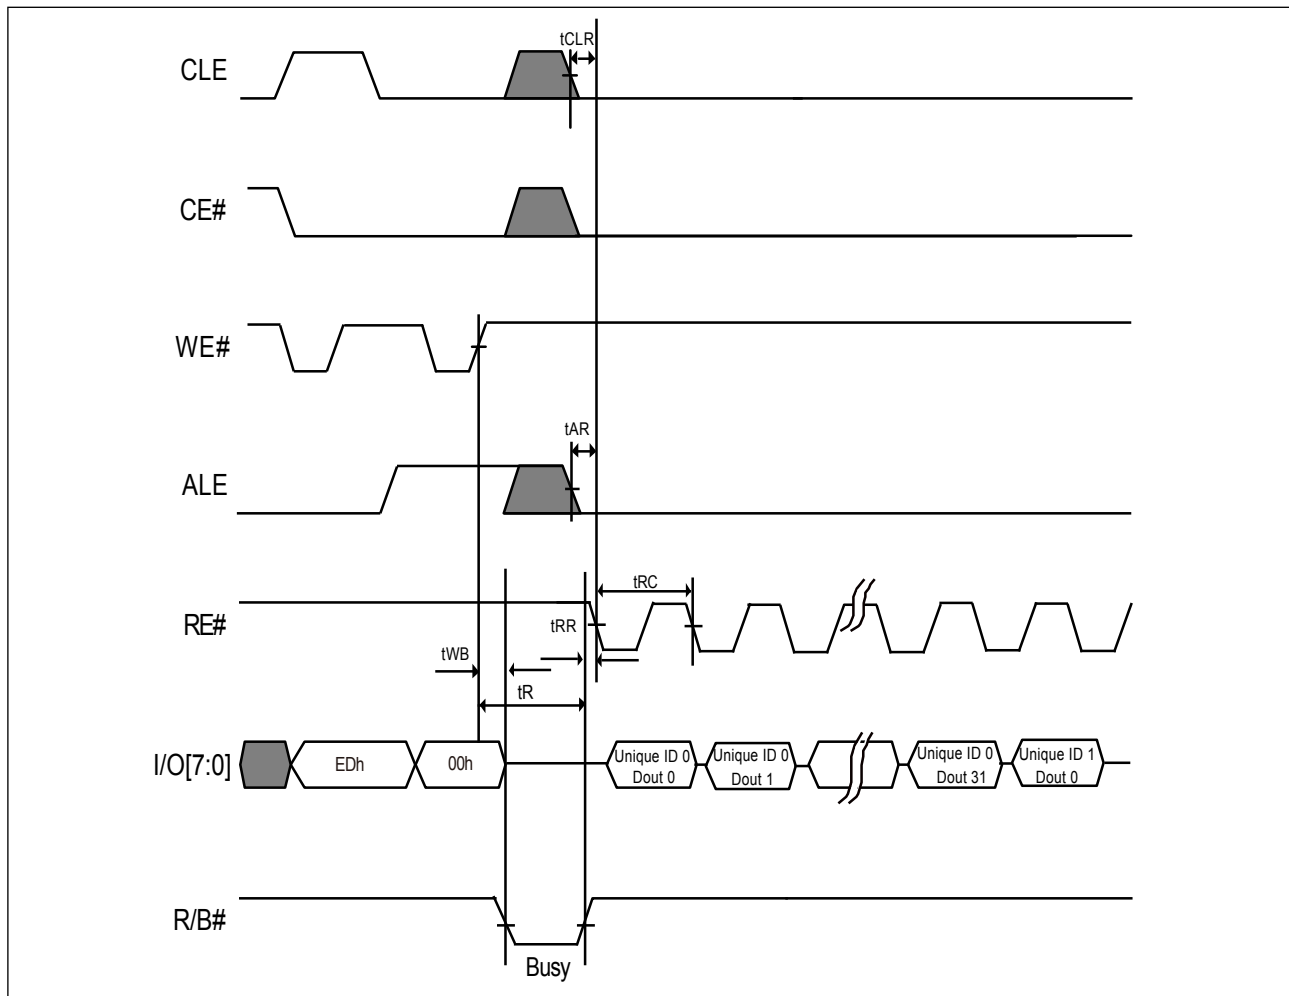 tCLR
CLE
CE#
WE#
tAR
ALE
tRC
RE#
tRR
tWB
tR
I/O[7:0]
EDh
00h
Unique ID 0
Dout 0
Unique ID 0
Dout 1
Unique ID 0
Dout 31
Unique ID 1
Dout 0
R/B#
Busy